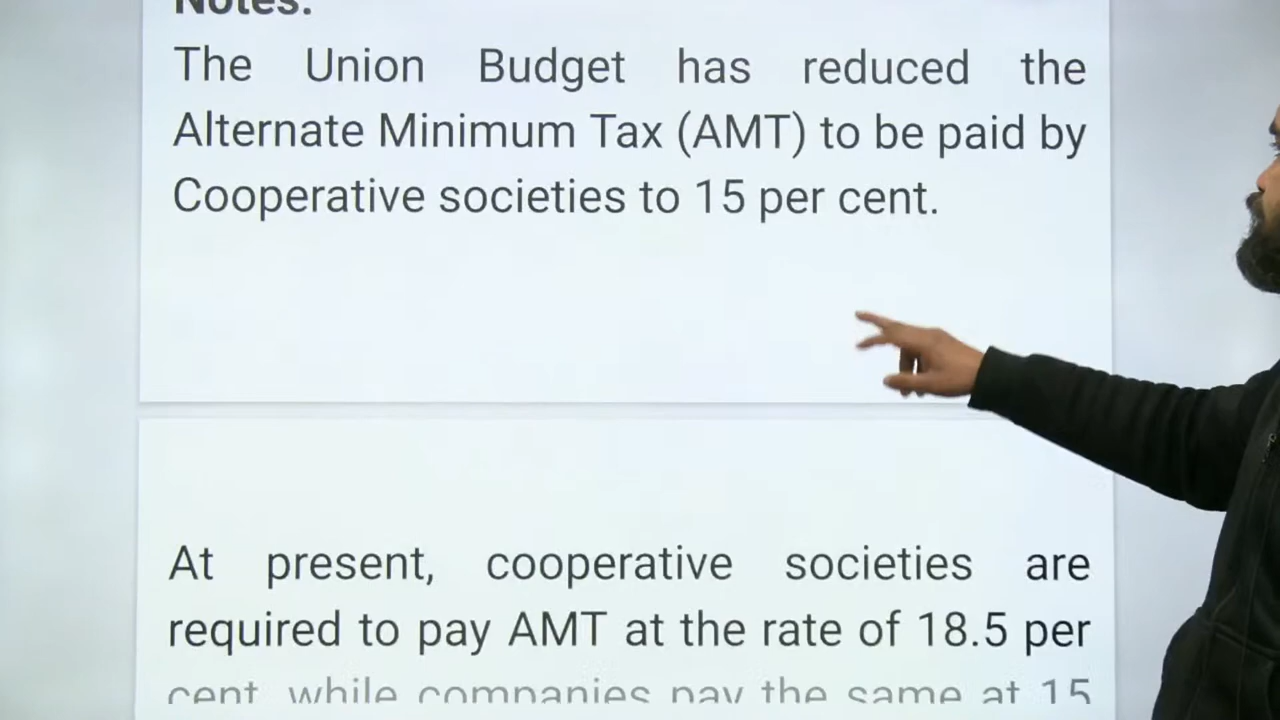 Notes:
The Union Budget has reduced the
Alternate Minimum Tax (AMT) to be paid by
Cooperative societies to 15 per cent.
At present, cooperative societies are
required to pay AMT at the rate of 18.5 per
cent while companies pay the same at 15